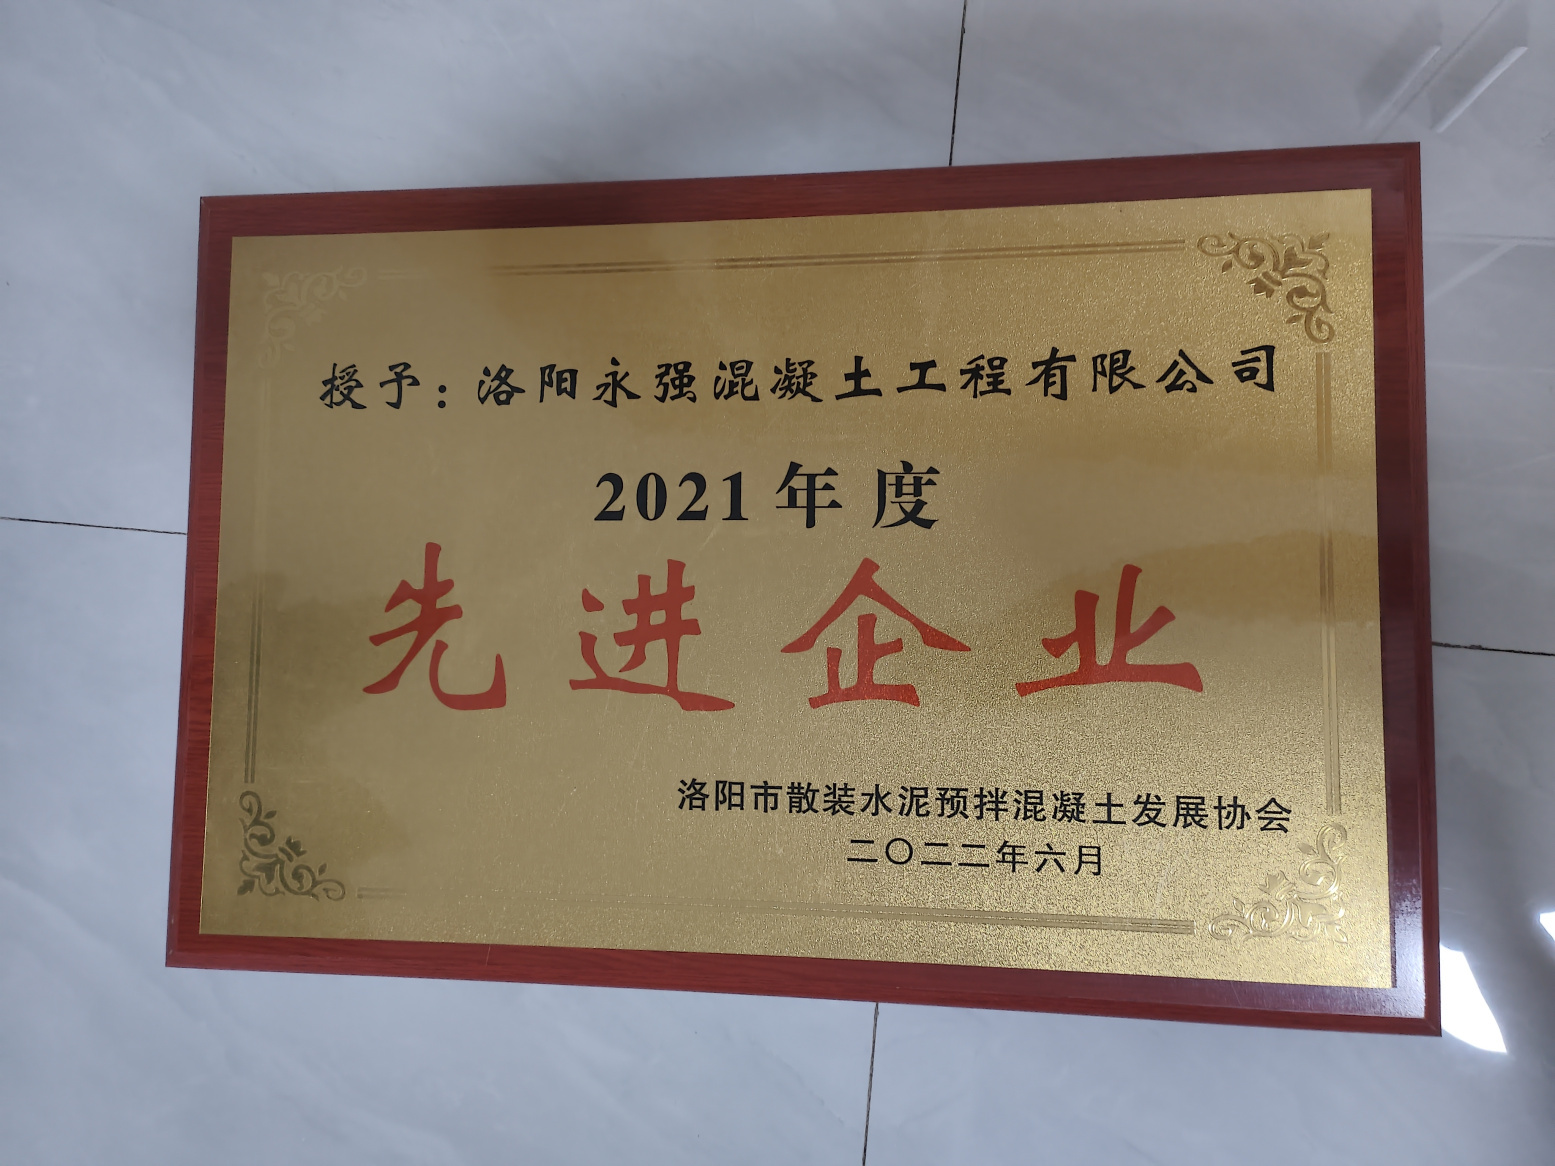 授予：洛阳永强混凝土工程有限公司
2021年度
先进企业
洛阳市散装水泥预拌混凝土发展协会
二〇二二年六月